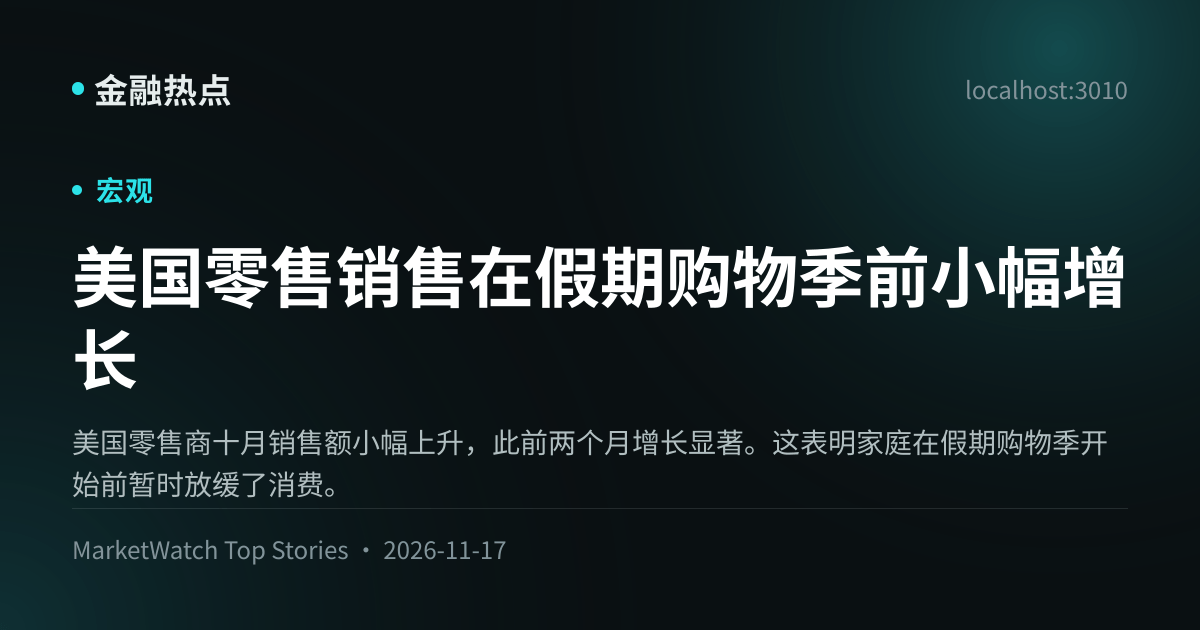 金融热点
localhost:3010
宏观
美国零售销售在假期购物季前小幅增
长
美国零售商十月销售额小幅上升，此前两个月增长显著。这表明家庭在假期购物季开
始前暂时放缓了消费。
MarketWatch Top Stories • 2026-11-17